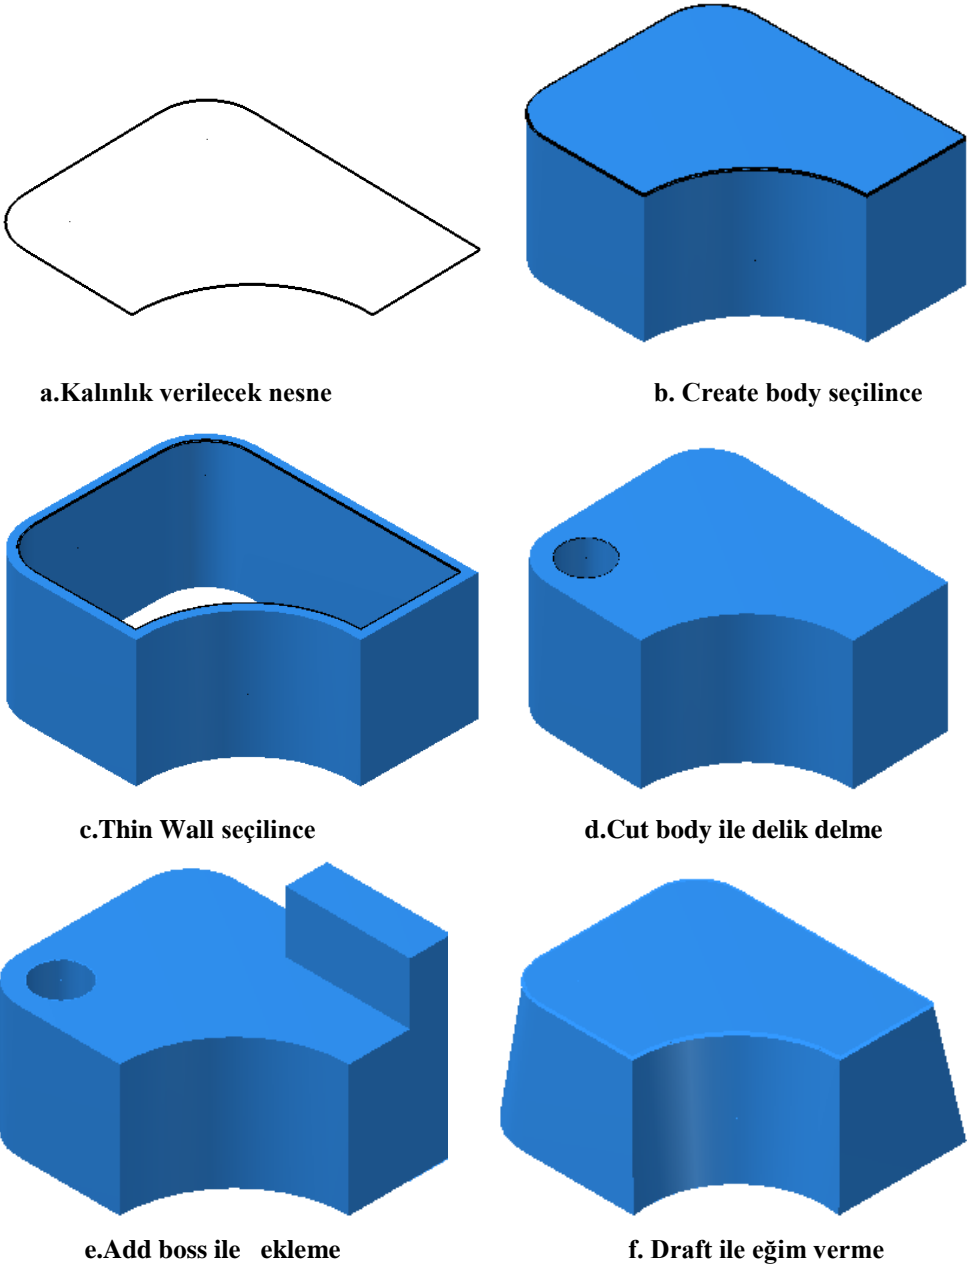 a.Kalınlık verilecek nesne
b. Create body seçilince
c.Thin Wall seçilince
d.Cut body ile delik delme
e.Add boss ile ekleme
f. Draft ile eğim verme